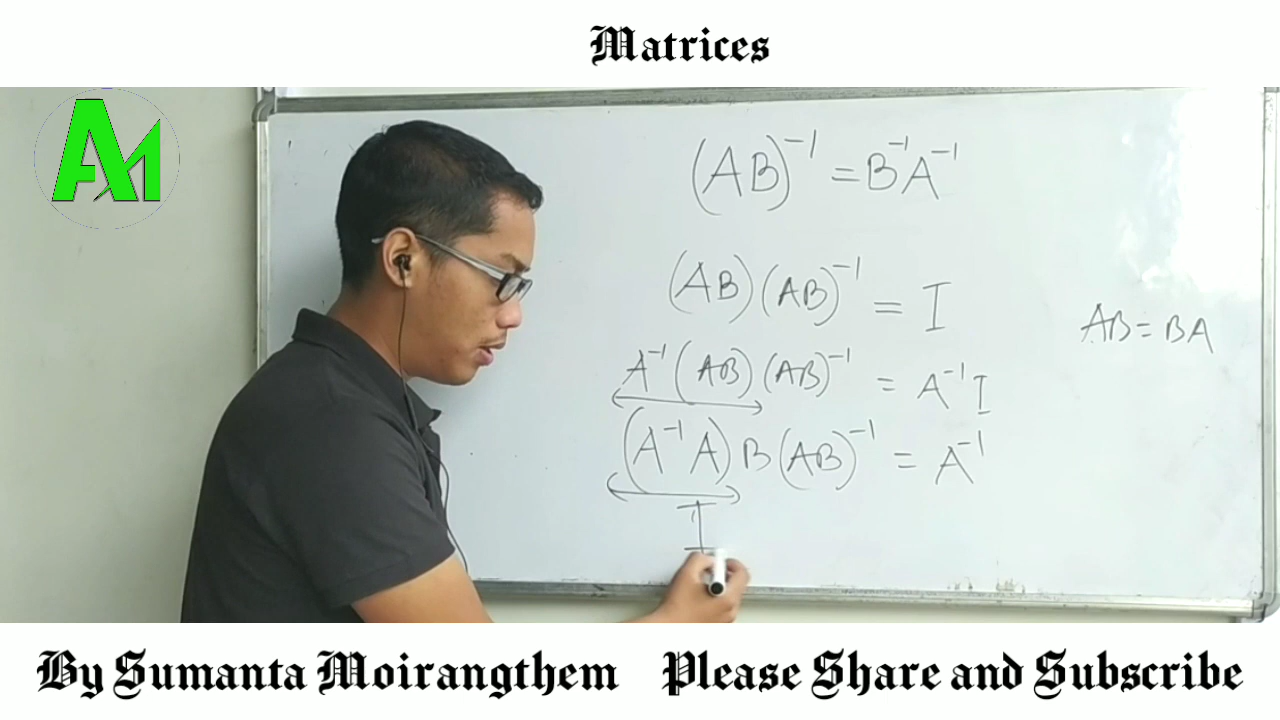 Matrices
AM
(AB)⁻¹ = B⁻¹A⁻¹
(AB)(AB)⁻¹ = I
AB = BA
A⁻¹(AB)(AB)⁻¹ = A⁻¹I
(A⁻¹A)B(AB)⁻¹ = A⁻¹
I
By Sumanta Moirangthem Please Share and Subscribe